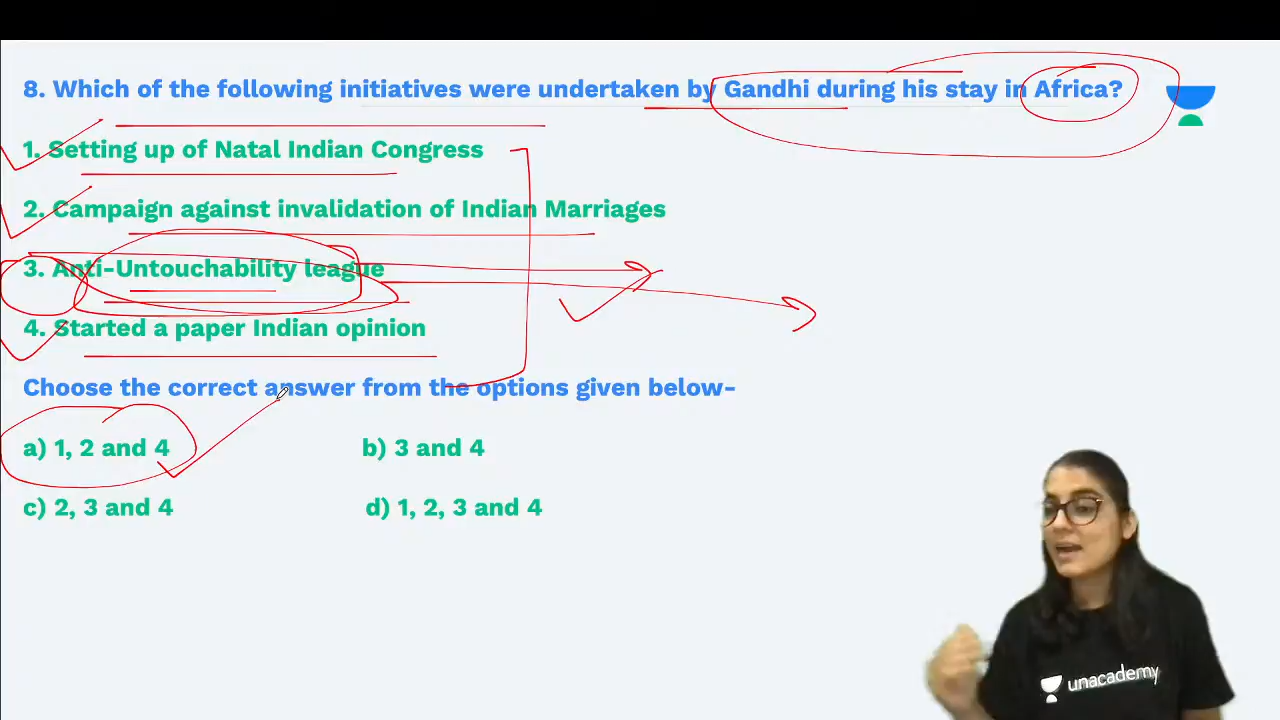 8. Which of the following initiatives were undertaken by Gandhi during his stay in Africa?
1. Setting up of Natal Indian Congress
2. Campaign against invalidation of Indian Marriages
3. Anti-Untouchability league
4. Started a paper Indian opinion
Choose the correct answer from the options given below-
a) 1, 2 and 4 b) 3 and 4
c) 2, 3 and 4 d) 1, 2, 3 and 4
unacademy